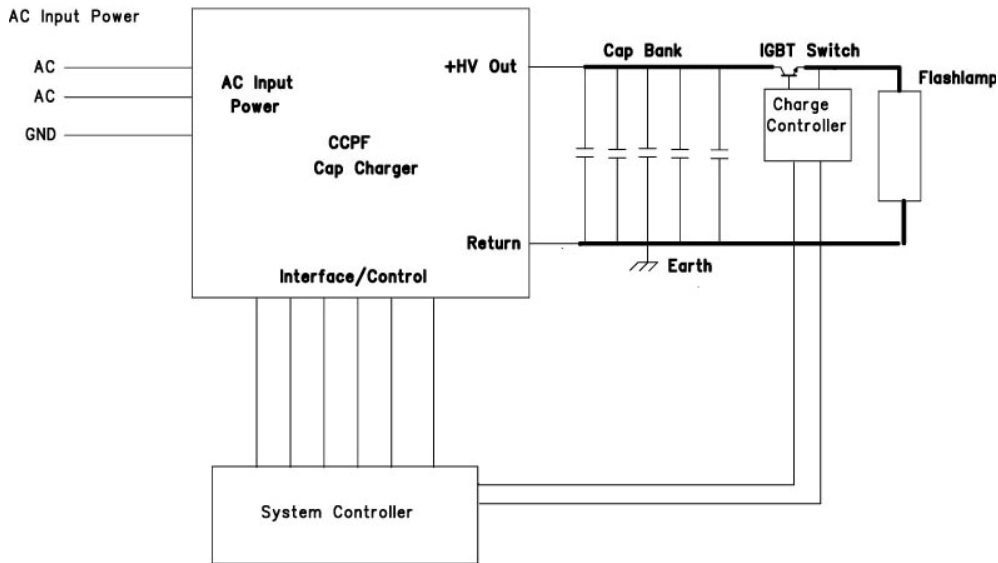 AC Input Power
AC
AC
GND
AC Input
Power
CCPF
Cap Charger
+HV Out
Return
Interface/Control
Cap Bank
IGBT Switch
Charge
Controller
Flashlamp
Earth
System Controller